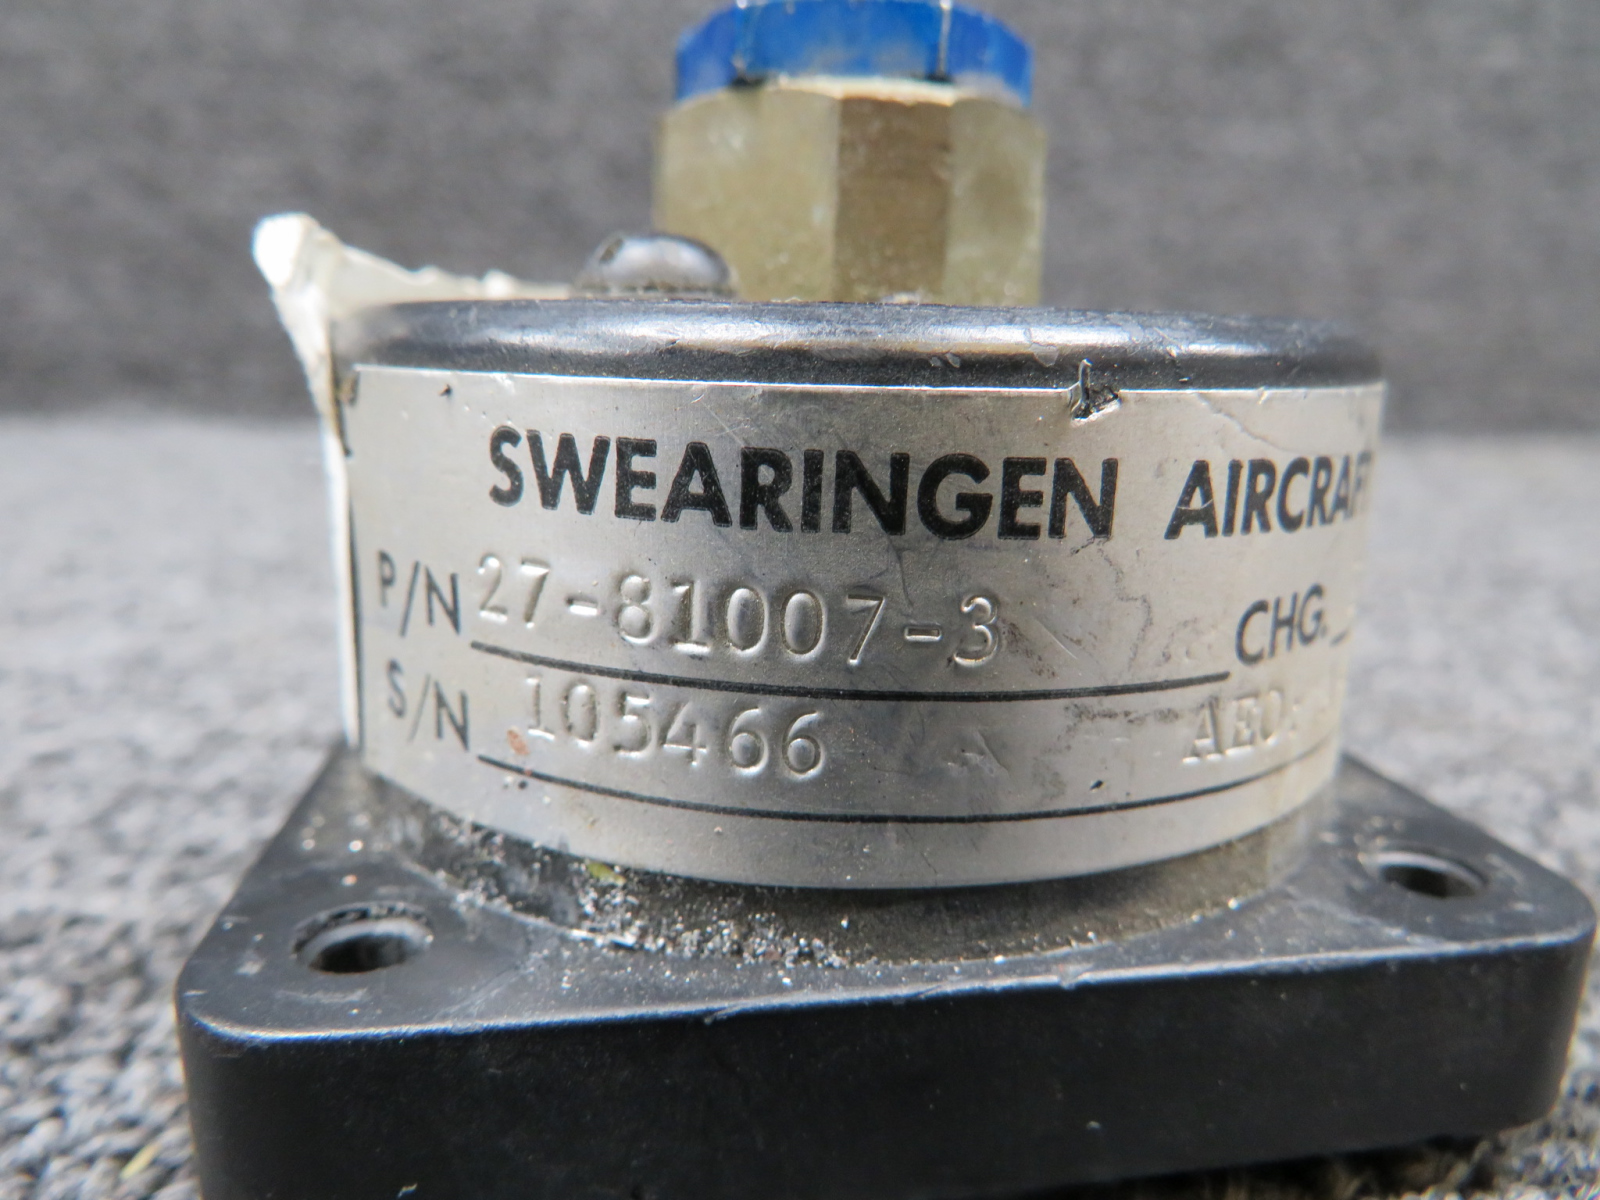 SWEARINGEN AIRCRAFT
P/N 27-81007-3 CHG.
S/N 105466